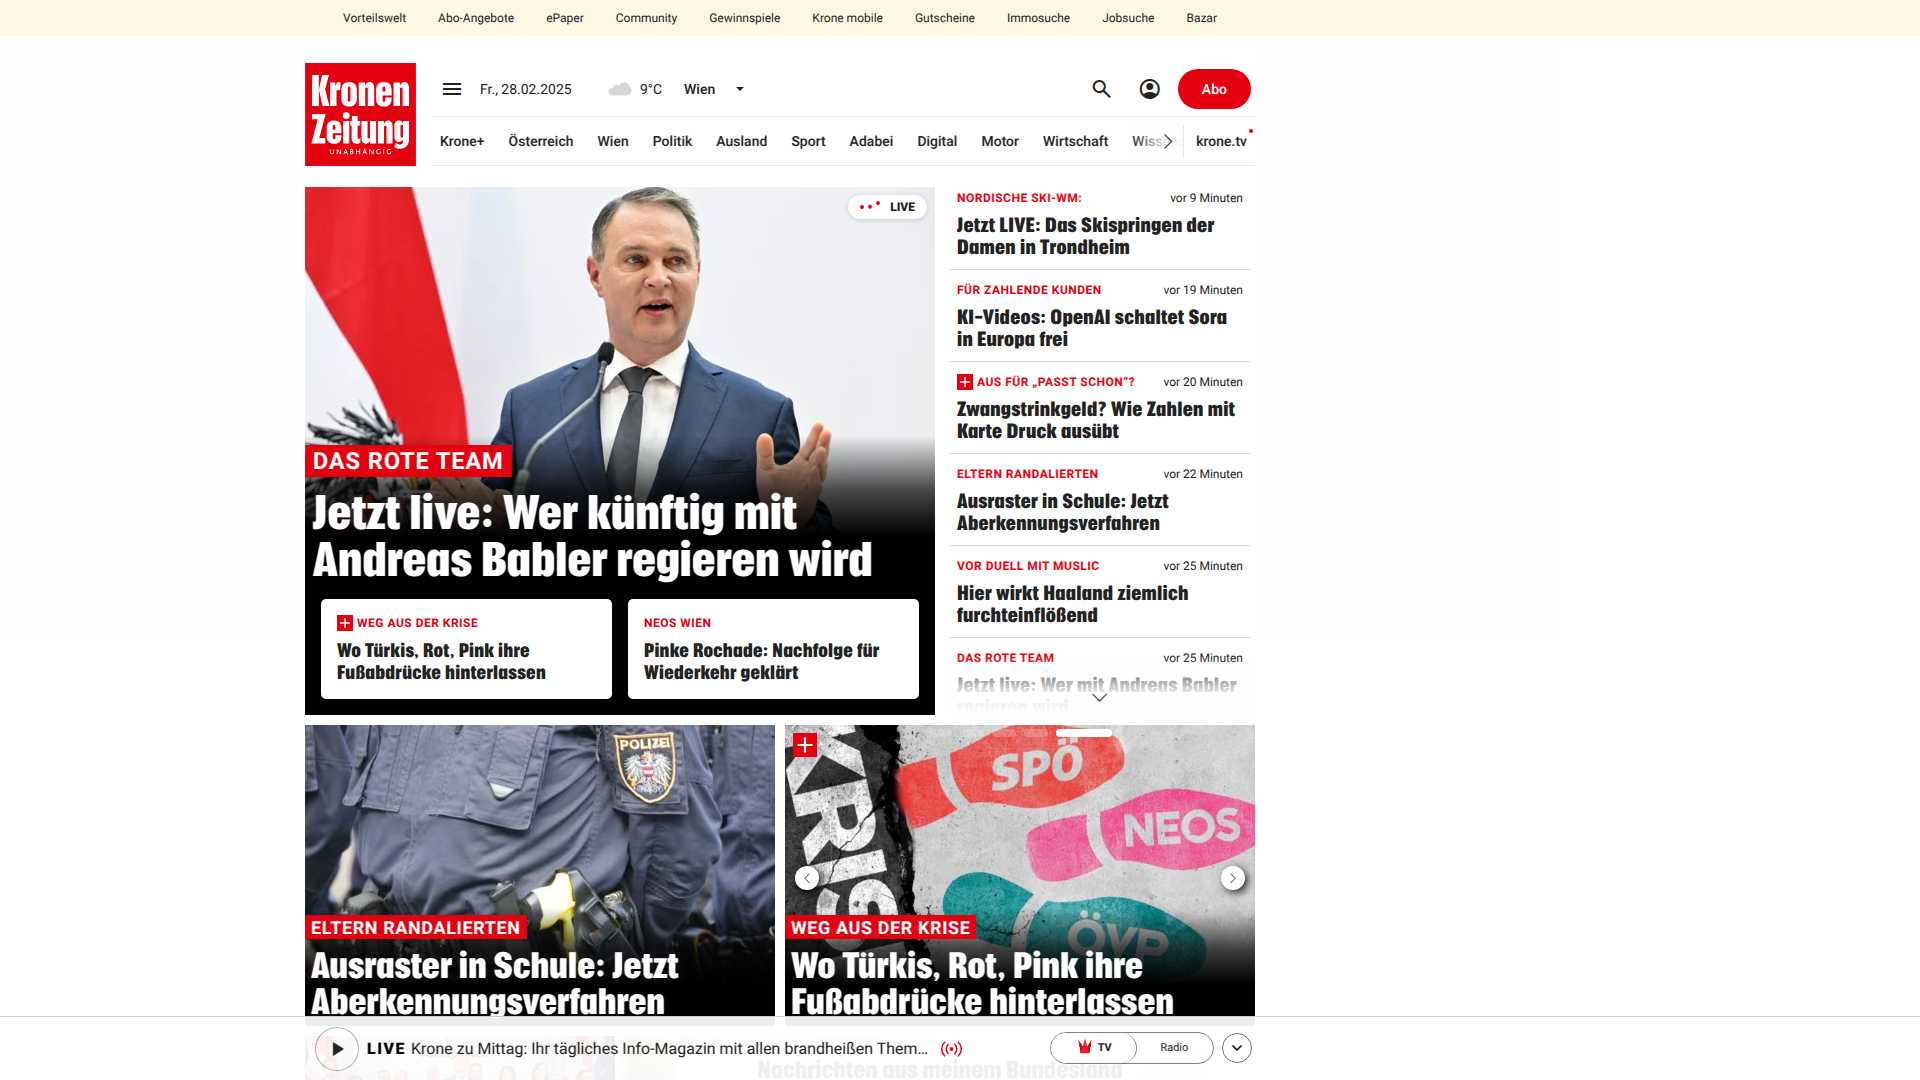 Vorteilswelt Abo-Angebote ePaper Community Gewinnspiele Krone mobile Gutscheine Immosuche Jobsuche Bazar
Kronen
Zeitung
UNABHÄNGIG
Fr., 28.02.2025 9°C Wien
Abo
Krone+ Österreich Wien Politik Ausland Sport Adabei Digital Motor Wirtschaft Wiss krone.tv
LIVE
DAS ROTE TEAM
Jetzt live: Wer künftig mit
Andreas Babler regieren wird
WEG AUS DER KRISE
Wo Türkis, Rot, Pink ihre
Fußabdrücke hinterlassen
NEOS WIEN
Pinke Rochade: Nachfolge für
Wiederkehr geklärt
NORDISCHE SKI-WM: vor 9 Minuten
Jetzt LIVE: Das Skispringen der
Damen in Trondheim
FÜR ZAHLENDE KUNDEN vor 19 Minuten
KI-Videos: OpenAI schaltet Sora
in Europa frei
AUS FÜR „PASST SCHON“? vor 20 Minuten
Zwangstrinkgeld? Wie Zahlen mit
Karte Druck ausübt
ELTERN RANDALIERTEN vor 22 Minuten
Ausraster in Schule: Jetzt
Aberkennungsverfahren
VOR DUELL MIT MUSLIC vor 25 Minuten
Hier wirkt Haaland ziemlich
furchteinflößend
DAS ROTE TEAM vor 25 Minuten
Jetzt live: Wer mit Andreas Babler
regieren wird
POLIZEI
ELTERN RANDALIERTEN
Ausraster in Schule: Jetzt
Aberkennungsverfahren
KRISE
SPÖ
NEOS
ÖVP
WEG AUS DER KRISE
Wo Türkis, Rot, Pink ihre
Fußabdrücke hinterlassen
LIVE Krone zu Mittag: Ihr tägliches Info-Magazin mit allen brandheißen Them...
TV Radio
Nachrichten aus meinem Bundesland